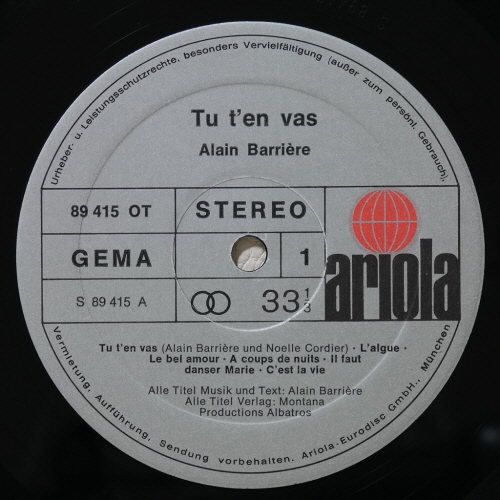 Urheber- u. Leistungsschutzrechte, besonders Vervielfältigung (außer zum persönl. Gebrauch),
Tu t'en vas
Alain Barrière
89 415 OT
STEREO
GEMA
1
ariola
S 89 415 A
33 1/3
Tu t'en vas (Alain Barrière und Noelle Cordier) · L'algue ·
Le bel amour · A coups de nuits · Il faut
danser Marie · C'est la vie
Alle Titel Musik und Text: Alain Barrière
Alle Titel Verlag: Montana
Productions Albatros
Vermietung, Aufführung, Sendung vorbehalten. Ariola-Eurodisc GmbH., München